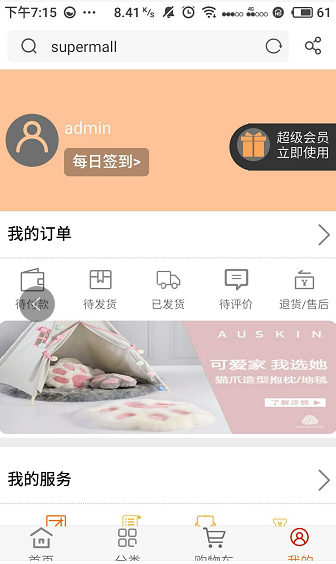 下午7:15 ... 8.41 K/s 4G 61
supermall
admin
每日签到>
超级会员
立即使用
我的订单
待付款 待发货 已发货 待评价 退货/售后
AUSKIN
可爱家 我选她
猫爪造型抱枕/地毯
了解详情
我的服务
首页 分类 购物车 我的